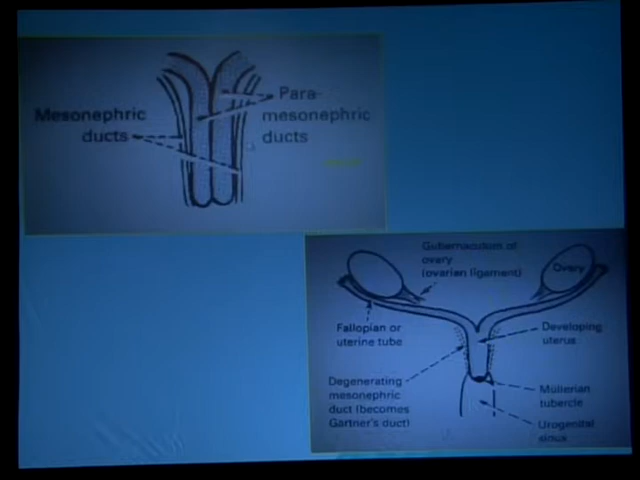 Mesonephric
ducts
Para-
mesonephric
ducts
Gubernaculum of
ovary
(ovarian ligament)
Ovary
Fallopian or
uterine tube
Developing
uterus
Degenerating
mesonephric
duct (becomes
Gartner's duct)
Müllerian
tubercle
Urogenital
sinus